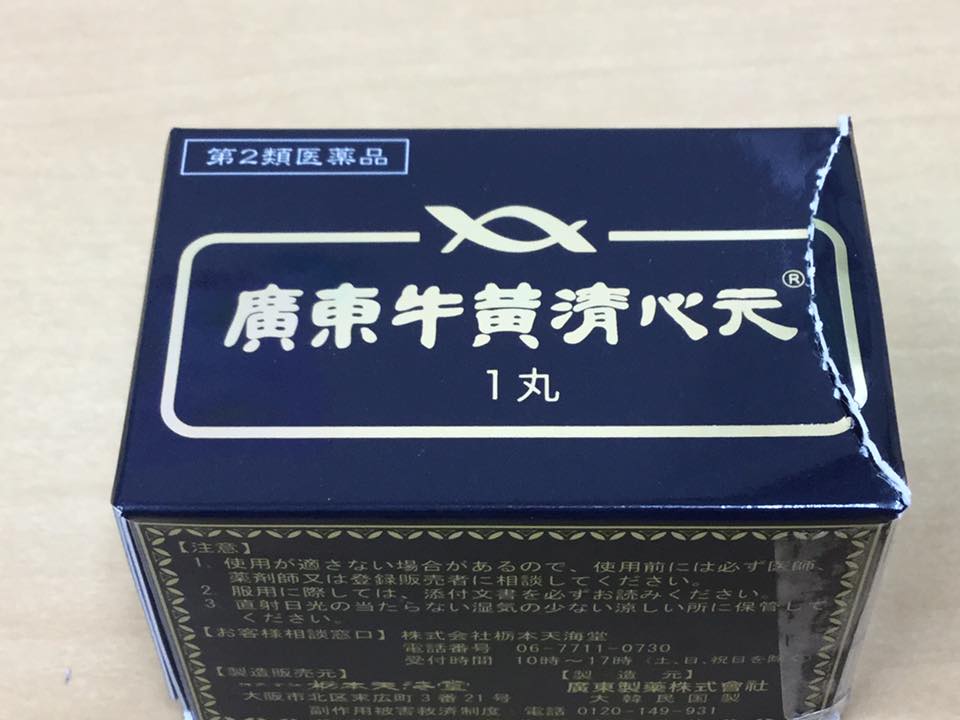 第2類医薬品
廣東牛黄清心元®
1丸
【注意】
1. 使用が適さない場合があるので、使用前には必ず医師、
薬剤師又は登録販売者に相談してください。
2. 服用に際しては、添付文書を必ずお読みください。
3. 直射日光の当たらない湿気の少ない涼しい所に保管して
ください。
【お客様相談窓口】 株式会社栃本天海堂
電話番号 06-7711-0730
受付時間 10時～17時（土、日、祝日を除く）
【製造販売元】 【製造元】
栃本天海堂 廣東製薬株式會社
大阪市北区末広町3番21号 大韓民国製
副作用被害救済制度 電話 0120-149-931